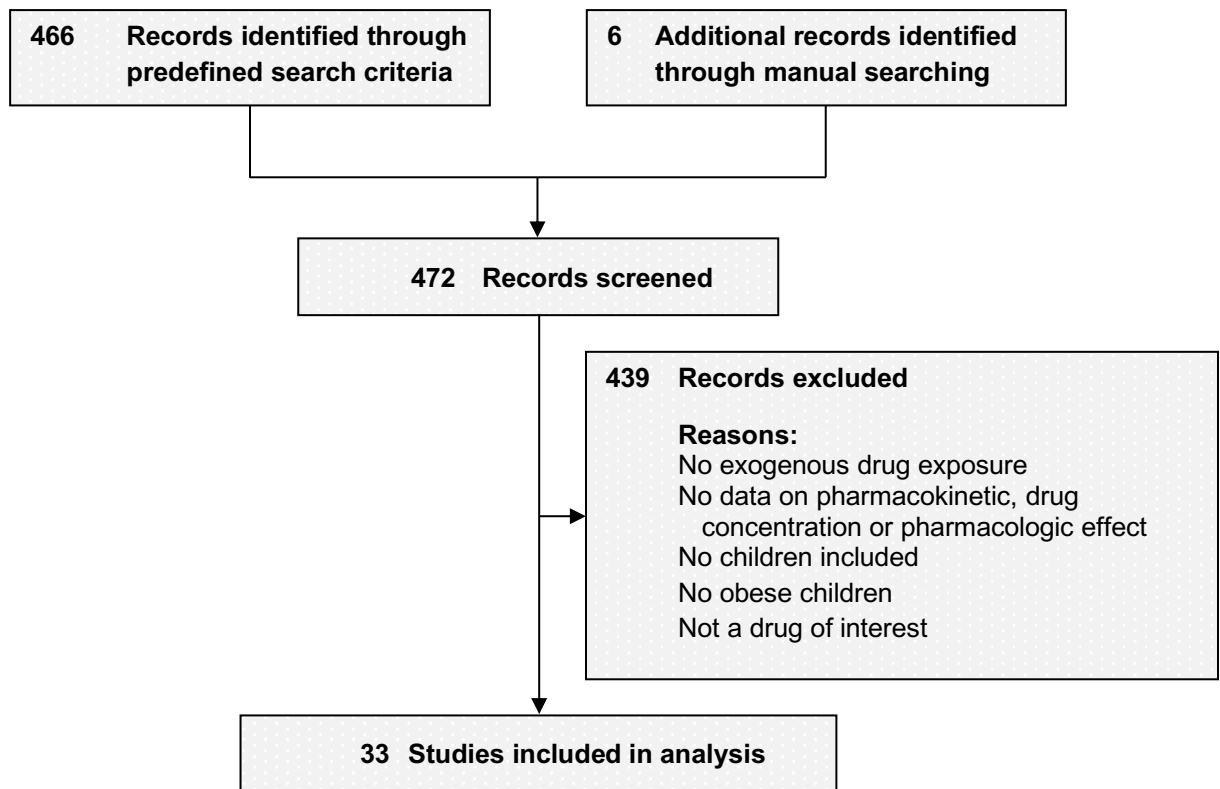 466 Records identified through
predefined search criteria
6 Additional records identified
through manual searching
472 Records screened
439 Records excluded
Reasons:
No exogenous drug exposure
No data on pharmacokinetic, drug
concentration or pharmacologic effect
No children included
No obese children
Not a drug of interest
33 Studies included in analysis